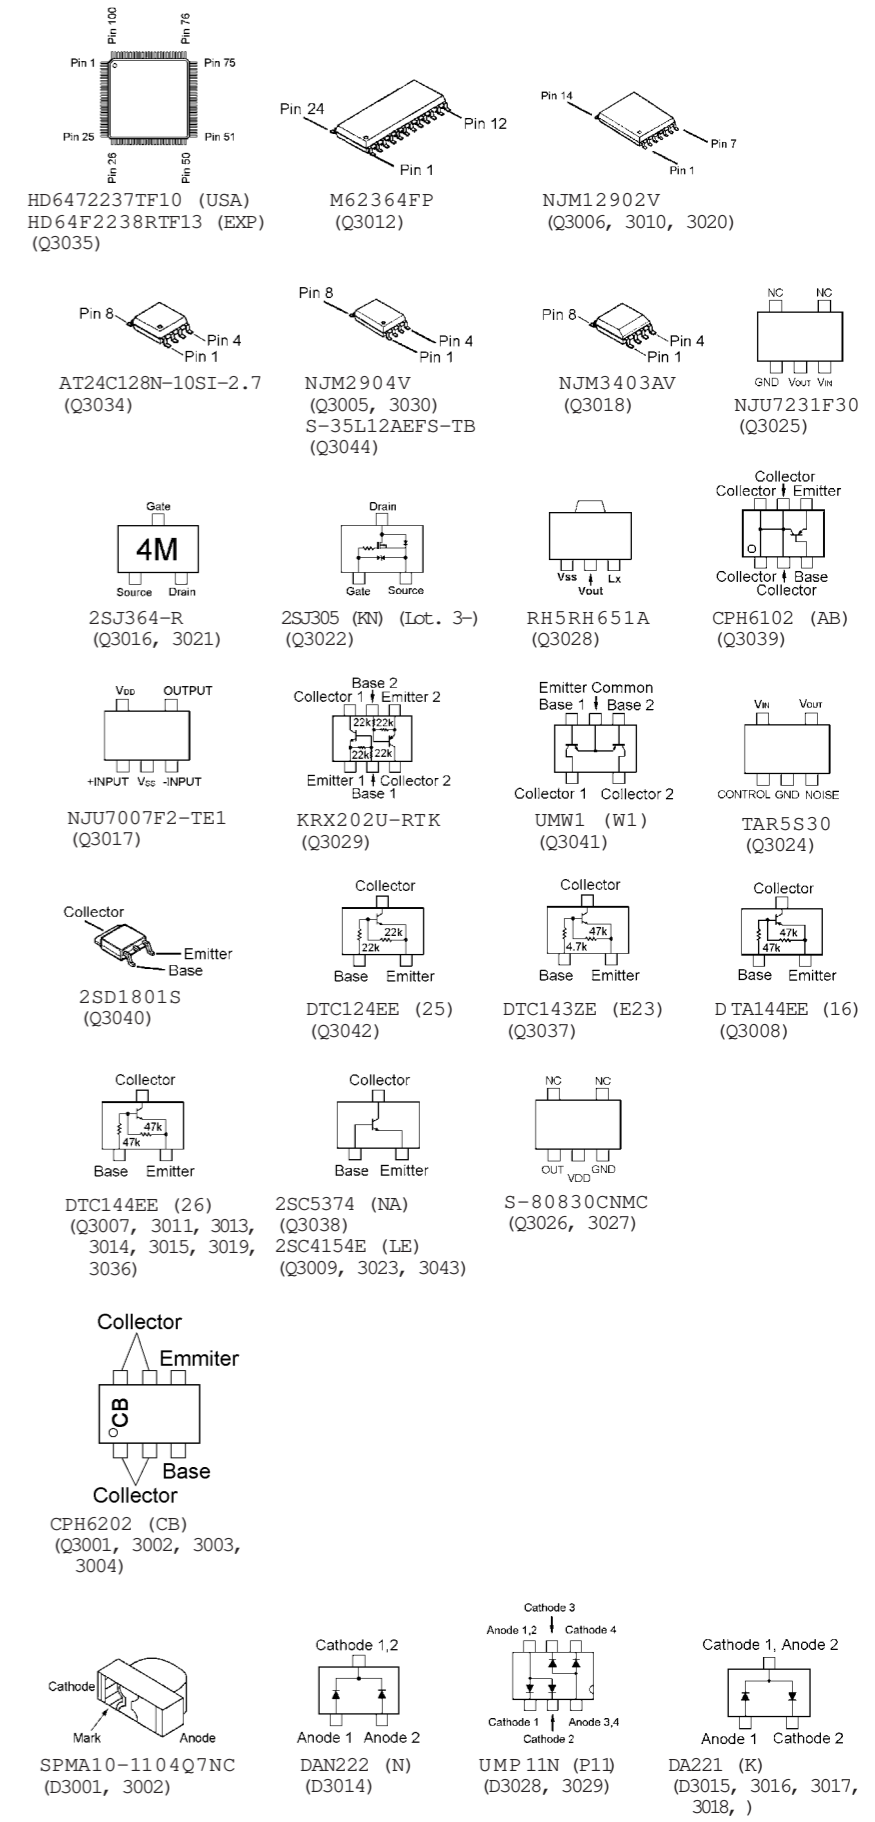 Pin 100
Pin 76
Pin 1
Pin 75
Pin 25
Pin 51
Pin 26
Pin 50
HD6472237TF10 (USA)
HD64F2238RTF13 (EXP)
(Q3035)
Pin 24
Pin 12
Pin 1
M62364FP
(Q3012)
Pin 14
Pin 7
Pin 1
NJM12902V
(Q3006, 3010, 3020)
Pin 8
Pin 4
Pin 1
AT24C128N-10SI-2.7
(Q3034)
Pin 8
Pin 4
Pin 1
NJM2904V
(Q3005, 3030)
S-35L12AEFS-TB
(Q3044)
Pin 8
Pin 4
Pin 1
NJM3403AV
(Q3018)
NC NC
GND VOUT VIN
NJU7231F30
(Q3025)
Gate
4M
Source Drain
2SJ364-R
(Q3016, 3021)
Drain
Gate Source
2SJ305 (KN) (Lot. 3-)
(Q3022)
Vss Lx
Vout
RH5RH651A
(Q3028)
Collector
Collector Emitter
Collector Base
Collector
CPH6102 (AB)
(Q3039)
VDD OUTPUT
+INPUT VSS -INPUT
NJU7007F2-TE1
(Q3017)
Base 2
Collector 1 Emitter 2
22k 22k
22k 22k
Emitter 1 Collector 2
Base 1
KRX202U-RTK
(Q3029)
Emitter Common
Base 1 Base 2
Collector 1 Collector 2
UMW1 (W1)
(Q3041)
VIN VOUT
CONTROL GND NOISE
TAR5S30
(Q3024)
Collector
Emitter
Base
2SD1801S
(Q3040)
Collector
22k
22k
Base Emitter
DTC124EE (25)
(Q3042)
Collector
47k
4.7k
Base Emitter
DTC143ZE (E23)
(Q3037)
Collector
47k
47k
Base Emitter
DTA144EE (16)
(Q3008)
Collector
47k
47k
Base Emitter
DTC144EE (26)
(Q3007, 3011, 3013,
3014, 3015, 3019,
3036)
Collector
Base Emitter
2SC5374 (NA)
(Q3038)
2SC4154E (LE)
(Q3009, 3023, 3043)
NC NC
OUT GND
VDD
S-80830CNMC
(Q3026, 3027)
Collector
Emmiter
CB
Base
Collector
CPH6202 (CB)
(Q3001, 3002, 3003,
3004)
Cathode
Mark
Anode
SPMA10-1104Q7NC
(D3001, 3002)
Cathode 1,2
Anode 1 Anode 2
DAN222 (N)
(D3014)
Cathode 3
Anode 1,2 Cathode 4
Cathode 1 Anode 3,4
Cathode 2
UMP11N (P11)
(D3028, 3029)
Cathode 1, Anode 2
Anode 1 Cathode 2
DA221 (K)
(D3015, 3016, 3017,
3018, )